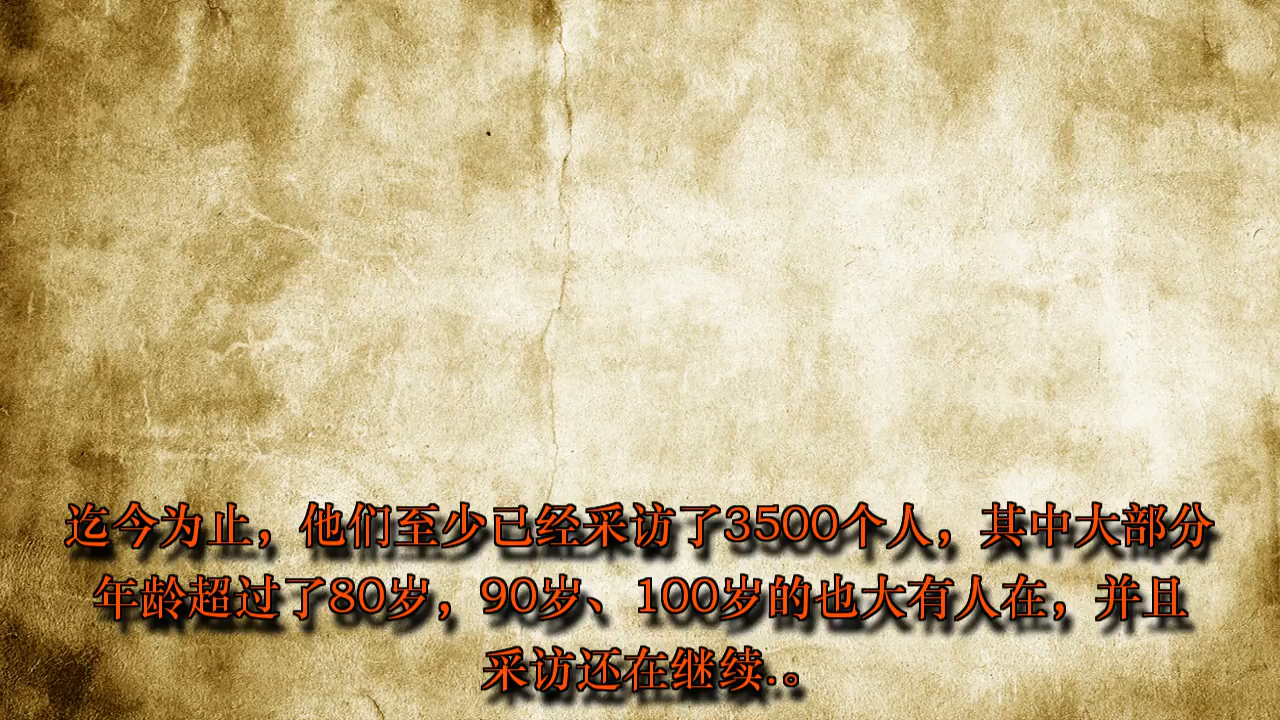 迄今为止，他们至少已经采访了3500个人，其中大部分
年龄超过了80岁，90岁、100岁的也大有人在，并且
采访还在继续.。